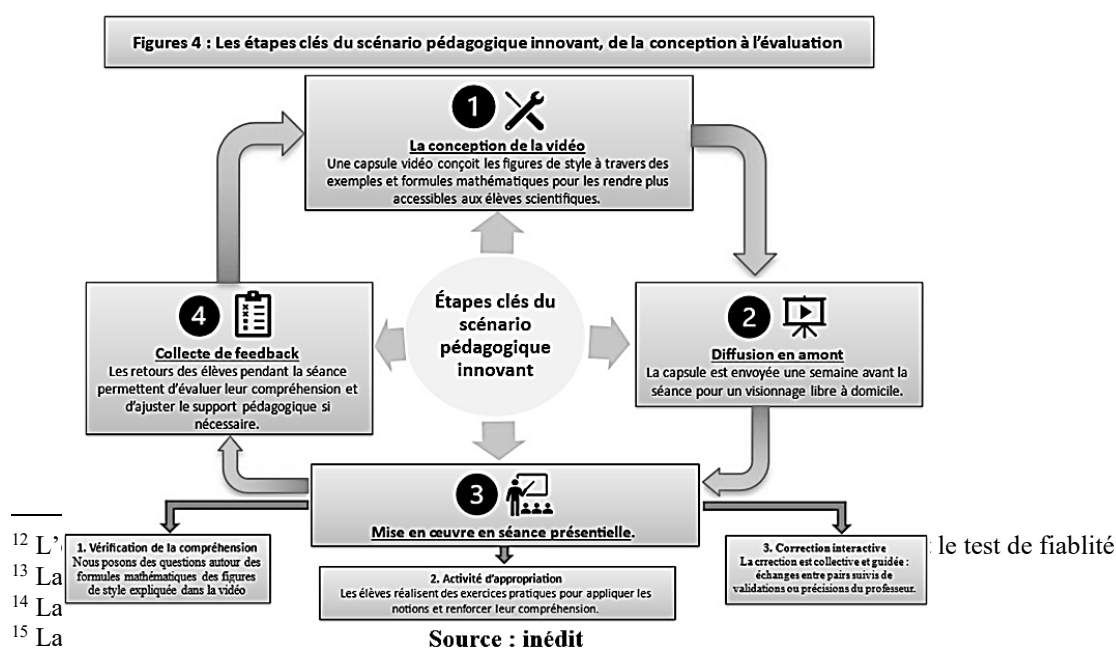 Figures 4 : Les étapes clés du scénario pédagogique innovant, de la conception à l'évaluation
1
La conception de la vidéo
Une capsule vidéo conçoit les figures de style à travers des
exemples et formules mathématiques pour les rendre plus
accessibles aux élèves scientifiques.
Étapes clés du
scénario
pédagogique
innovant
2
Diffusion en amont
La capsule est envoyée une semaine avant la
séance pour un visionnage libre à domicile.
3
Mise en œuvre en séance présentielle.
1. Vérification de la compréhension
Nous posons des questions autour des
formules mathématiques des figures
de style expliquée dans la vidéo
2. Activité d'appropriation
Les élèves réalisent des exercices pratiques pour appliquer les
notions et renforcer leur compréhension.
3. Correction interactive
La crrection est collective et guidée :
échanges entre pairs suivis de
validations ou précisions du professeur.
4
Collecte de feedback
Les retours des élèves pendant la séance
permettent d'évaluer leur compréhension et
d'ajuster le support pédagogique si
nécessaire.
12 L' le test de fiablité
13 La
14 La
15 La
Source : inédit